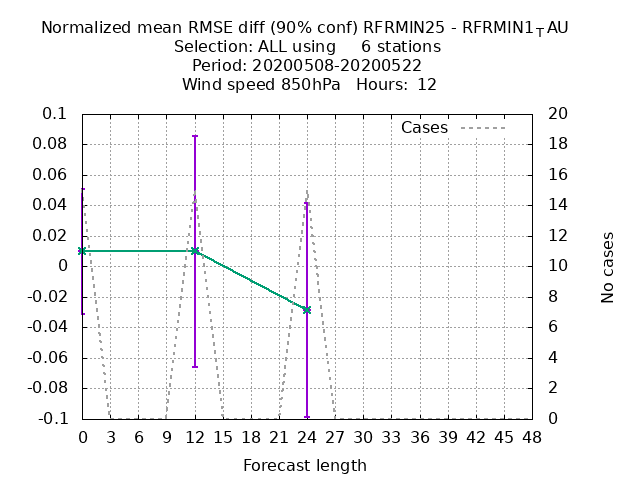 Normalized mean RMSE diff (90% conf) RFRMIN25 - RFRMIN1TAU
Selection: ALL using 6 stations
Period: 20200508-20200522
Wind speed 850hPa Hours: 12
Cases
0.1
0.08
0.06
0.04
0.02
0
-0.02
-0.04
-0.06
-0.08
-0.1
20
18
16
14
12
10
8
6
4
2
0
No cases
0 3 6 9 12 15 18 21 24 27 30 33 36 39 42 45 48
Forecast length